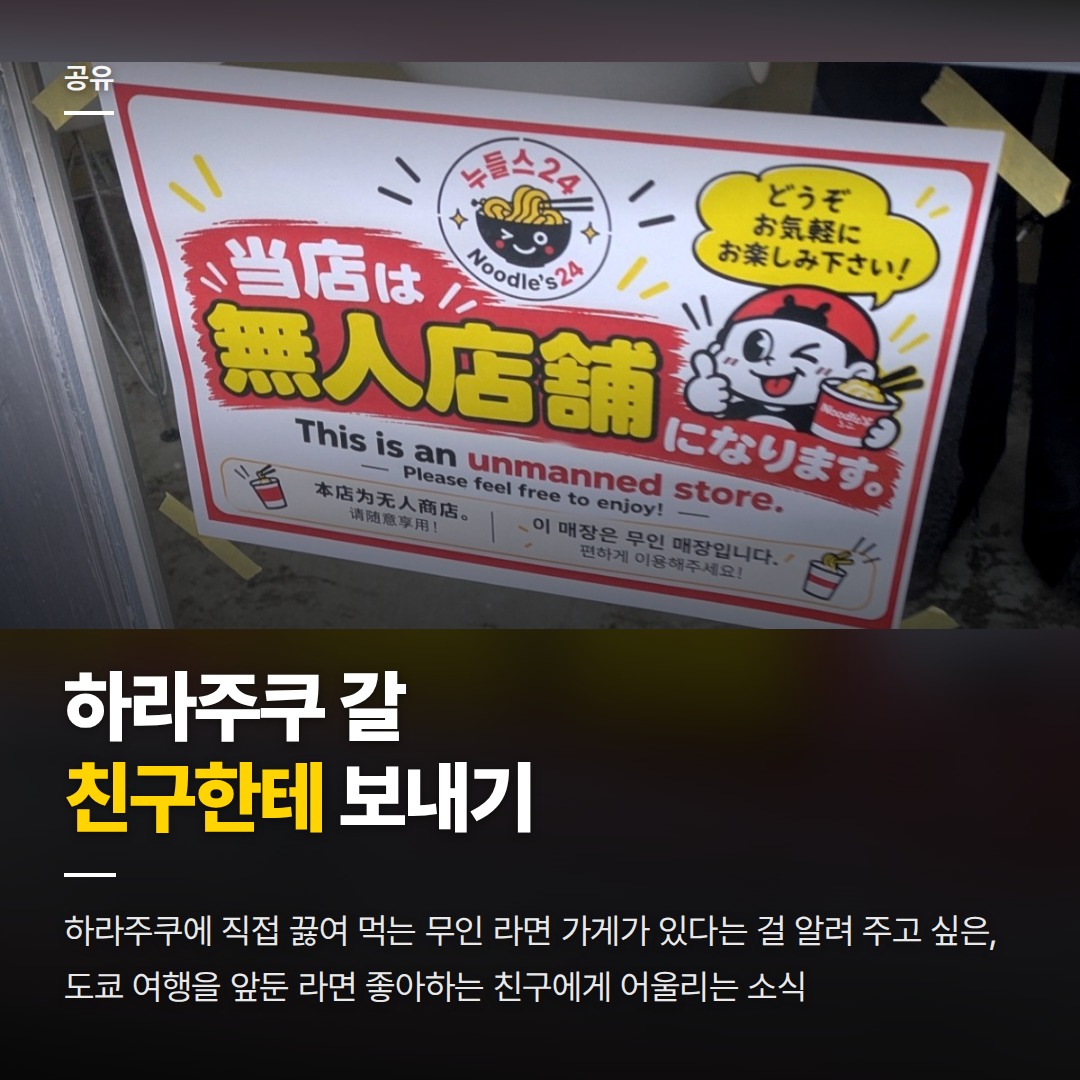 공유
누들스24
Noodle's24
どうぞ
お気軽に
お楽しみ下さい!
当店は
無人店舗
になります。
This is an unmanned store.
Please feel free to enjoy!
本店为无人商店。
请随意享用!
이 매장은 무인 매장입니다.
편하게 이용해주세요!
하라주쿠 갈
친구한테 보내기
하라주쿠에 직접 끓여 먹는 무인 라면 가게가 있다는 걸 알려 주고 싶은,
도쿄 여행을 앞둔 라면 좋아하는 친구에게 어울리는 소식